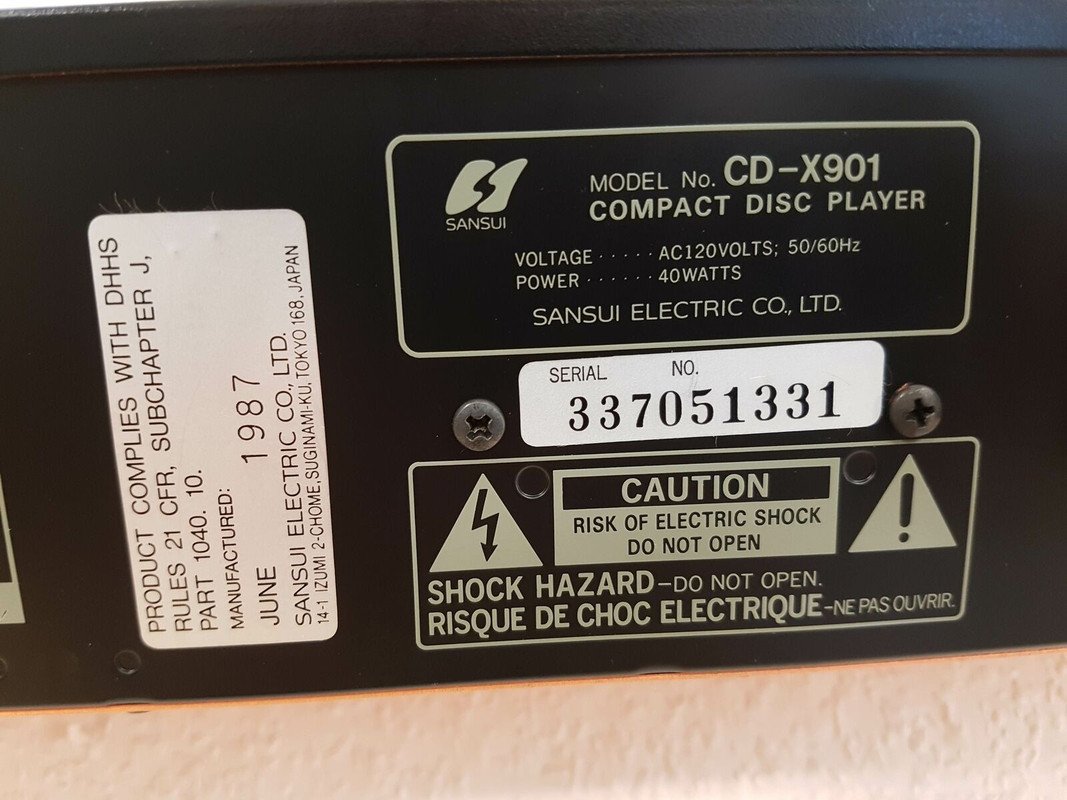 PRODUCT COMPLIES WITH DHHS
RULES 21 CFR, SUBCHAPTER J,
PART 1040. 10.
MANUFACTURED:
JUNE 1987
SANSUI ELECTRIC CO., LTD.
14-1 IZUMI 2-CHOME, SUGINAMI-KU, TOKYO 168, JAPAN
SANSUI
MODEL No. CD-X901
COMPACT DISC PLAYER
VOLTAGE ····· AC120VOLTS; 50/60Hz
POWER ······ 40WATTS
SANSUI ELECTRIC CO., LTD.
SERIAL NO.
337051331
CAUTION
RISK OF ELECTRIC SHOCK
DO NOT OPEN
SHOCK HAZARD-DO NOT OPEN.
RISQUE DE CHOC ELECTRIQUE-NE PAS OUVRIR.